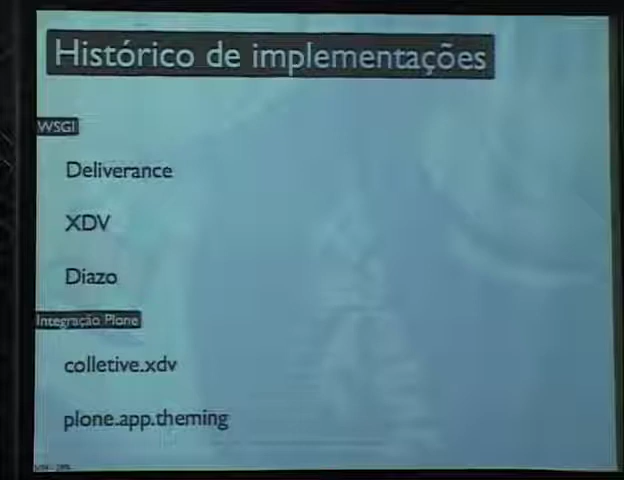 Histórico de implementações
WSGI
Deliverance
XDV
Diazo
Integração Plone
colletive.xdv
plone.app.theming